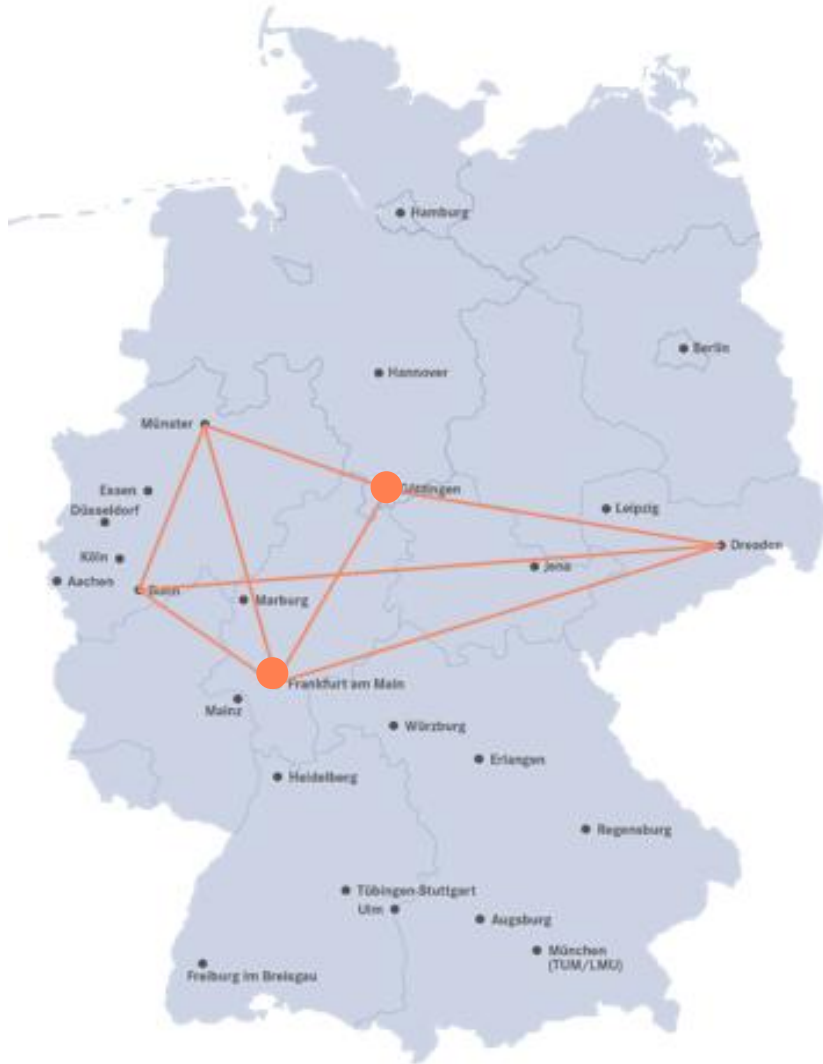 Hamburg
Berlin
Hannover
Münster
Göttingen
Essen
Leipzig
Düsseldorf
Dresden
Köln
Jena
Aachen
Bonn
Marburg
Frankfurt am Main
Mainz
Würzburg
Erlangen
Heidelberg
Regensburg
Tübingen-Stuttgart
Ulm
Augsburg
München
(TUM/LMU)
Freiburg im Breisgau